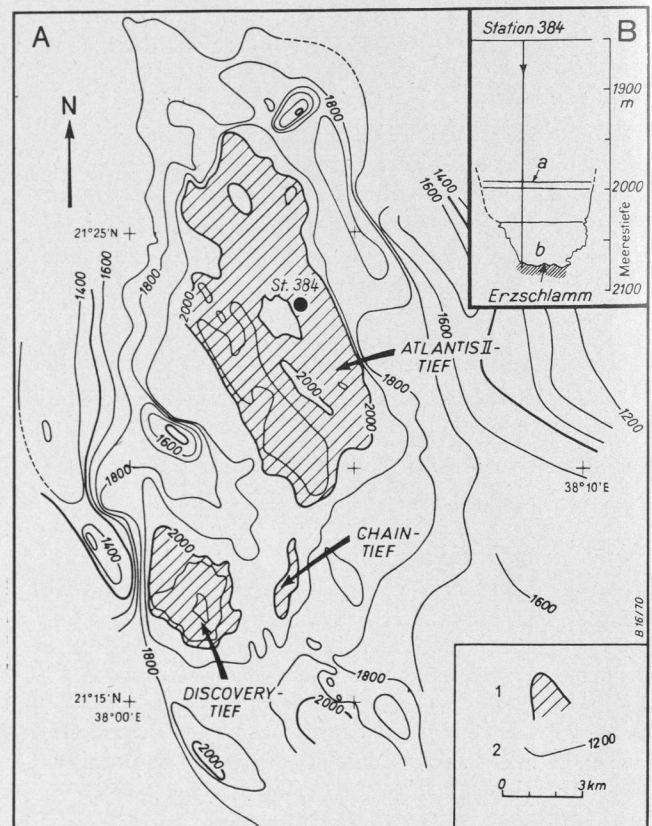 A
N
1800
1400
1600
21°25'N
1400
1600
1800
2000
St. 384
ATLANTIS II-
TIEF
2000
1800
2000
1600
1200
1600
1800
38°10'E
1400
2000
CHAIN-
TIEF
1600
B 16/70
1800
DISCOVERY-
TIEF
21°15'N
38°00'E
1800
2000
2000
Station 384
B
1900
m
a
2000
b
Meerestiefe
2100
Erzschlamm
1
2
1200
0
3km